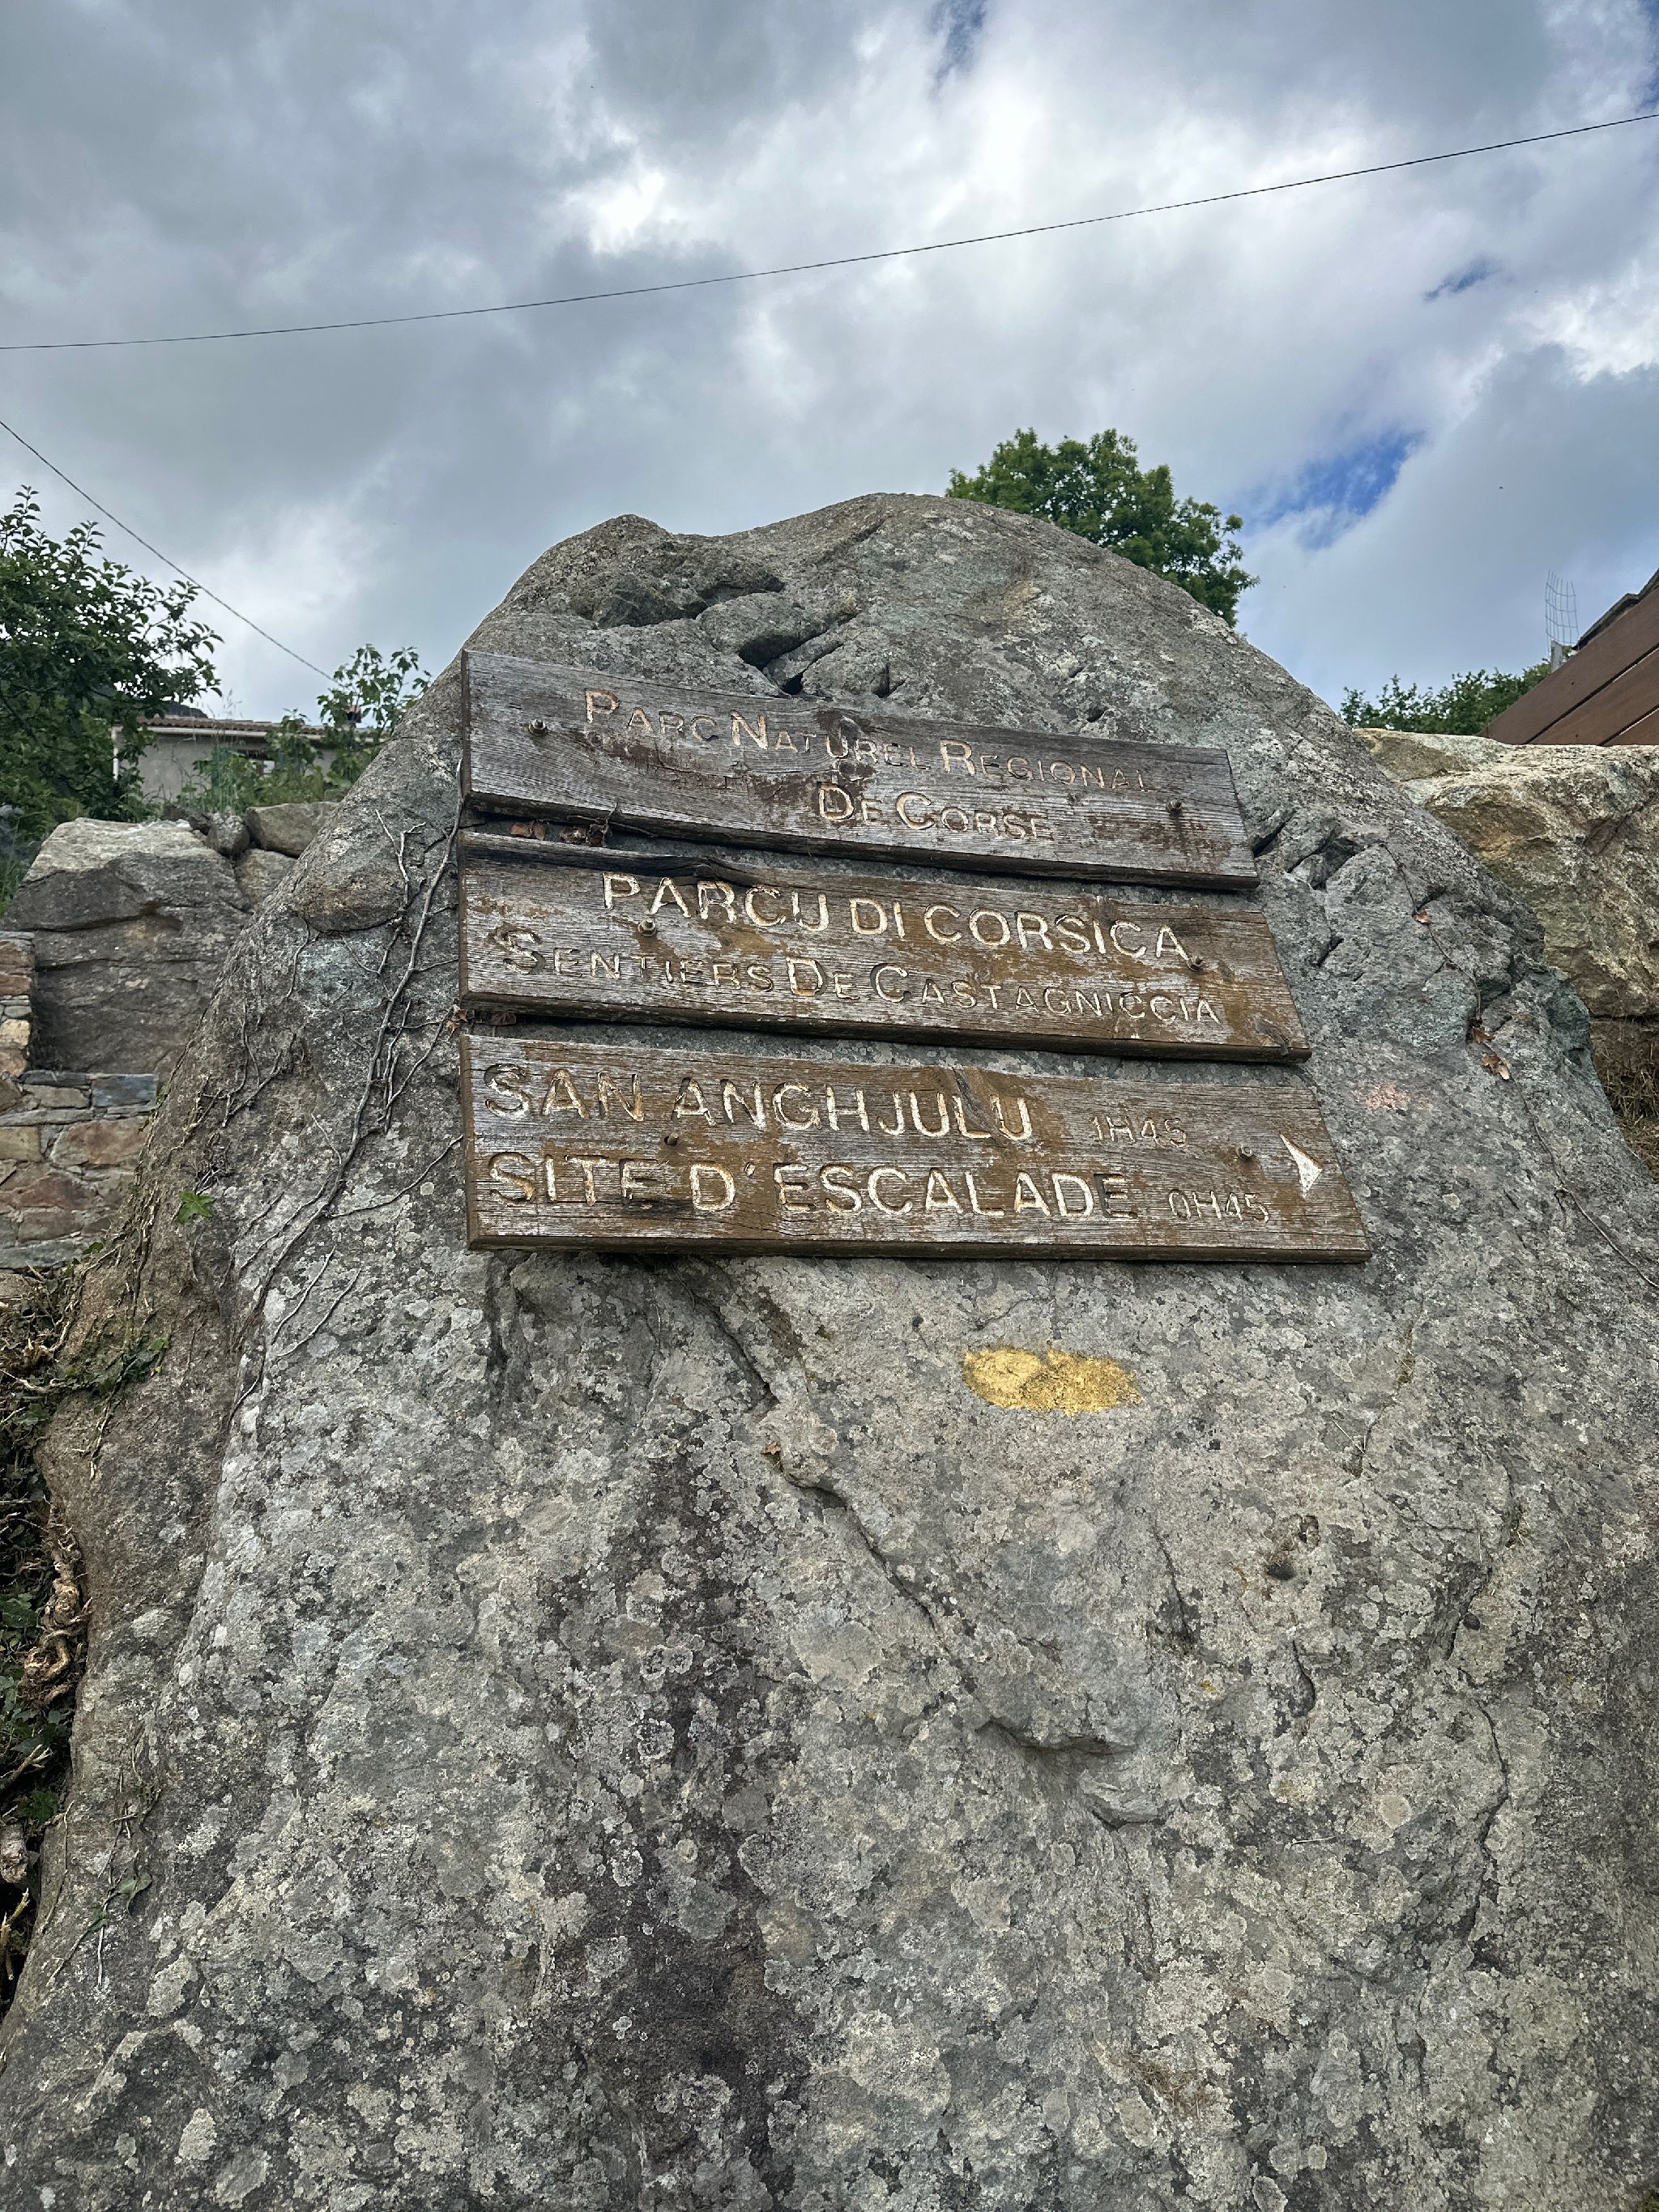 PARC NATUREL REGIONAL
DE CORSE
PARCU DI CORSICA
SENTIERS DE CASTAGNICCIA
SAN ANGHJULU 1H45
SITE D'ESCALADE 0H45